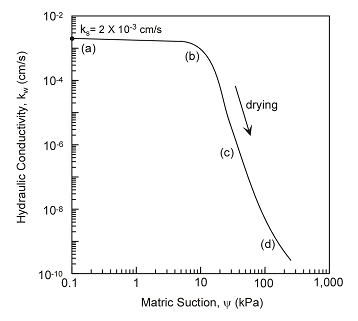 10-2
ks= 2 X 10-3 cm/s
(a)
(b)
10-4
drying
Hydraulic Conductivity, kw (cm/s)
10-6
(c)
10-8
(d)
10-10
0.1 1 10 100 1,000
Matric Suction, ψ (kPa)